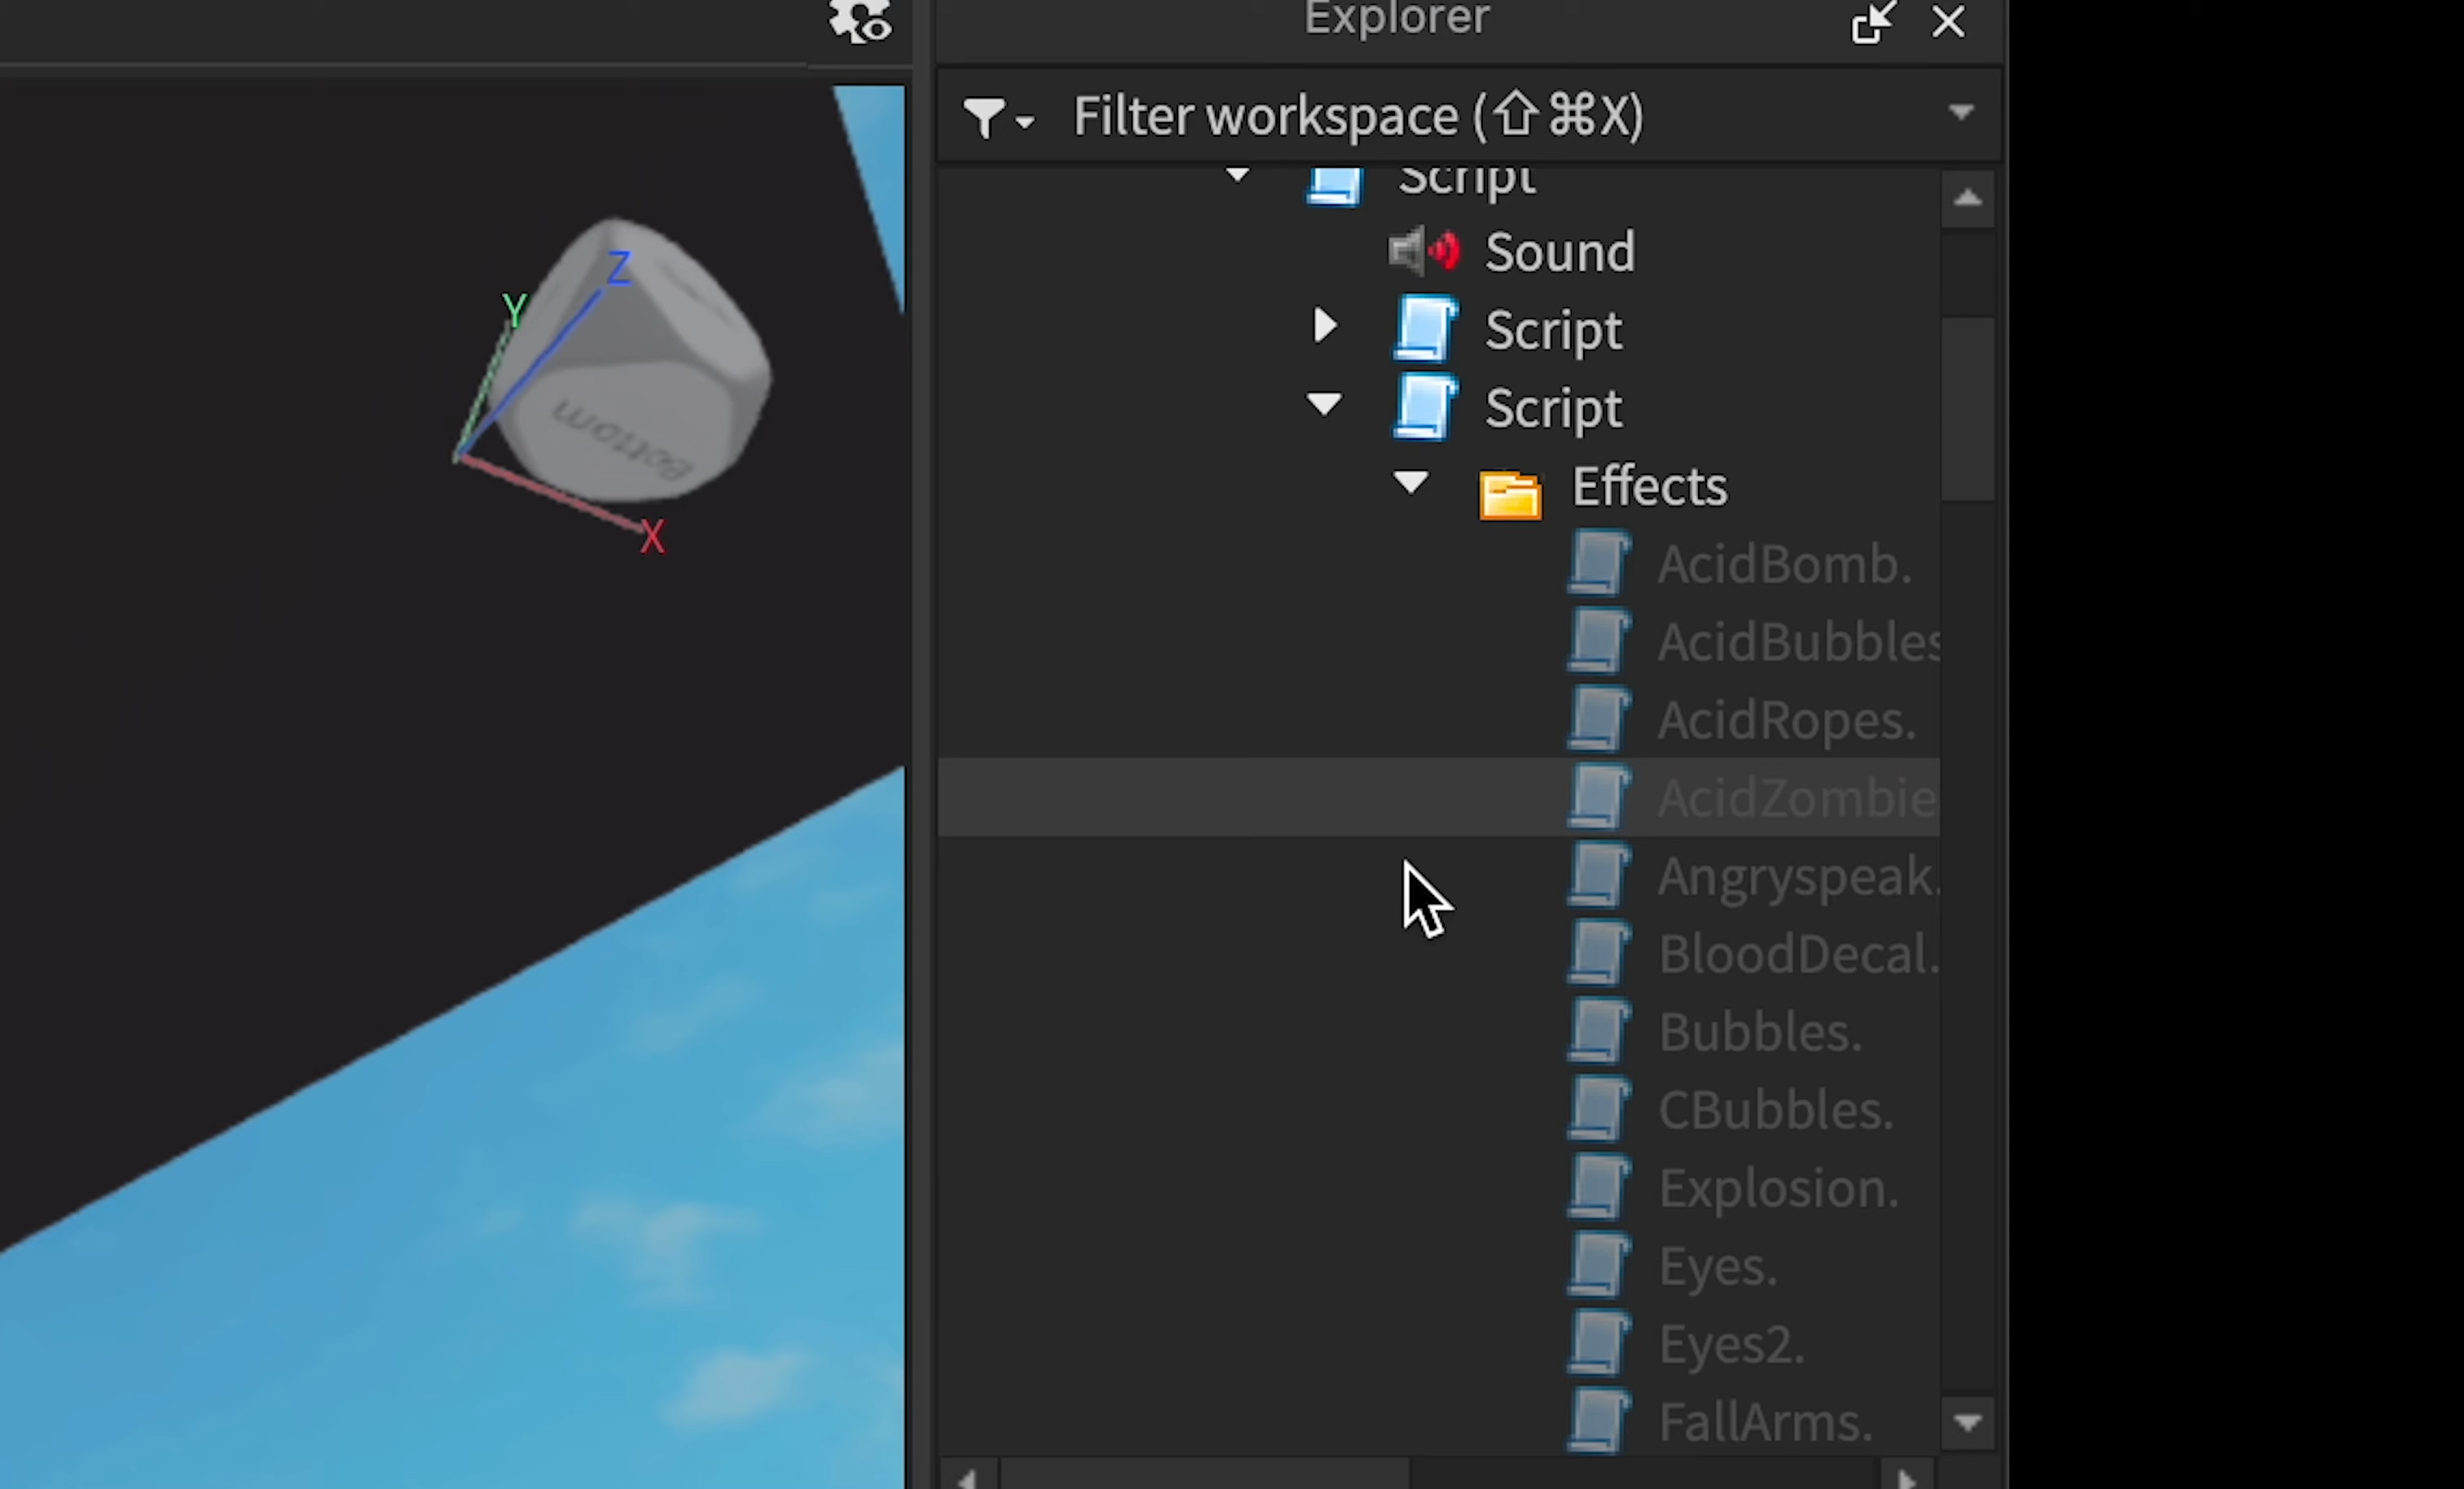 Explorer
Filter workspace (⇧⌘X)
Script
Sound
Script
Script
Effects
AcidBomb.
AcidBubbles
AcidRopes.
AcidZombie
Angryspeak.
BloodDecal.
Bubbles.
CBubbles.
Explosion.
Eyes.
Eyes2.
FallArms.
Z
Y
Bottom
X